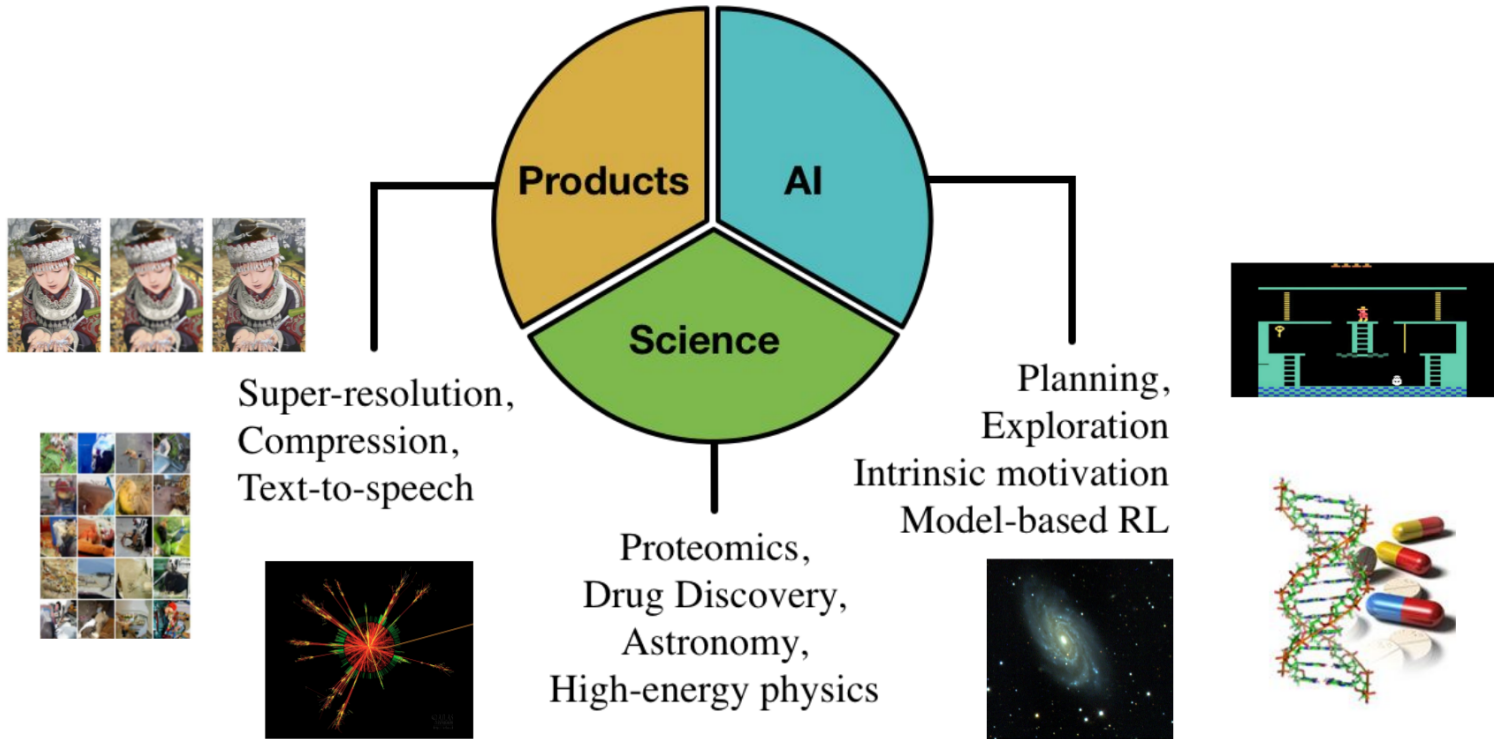 Products
AI
Science
Super-resolution,
Compression,
Text-to-speech
Planning,
Exploration
Intrinsic motivation
Model-based RL
Proteomics,
Drug Discovery,
Astronomy,
High-energy physics